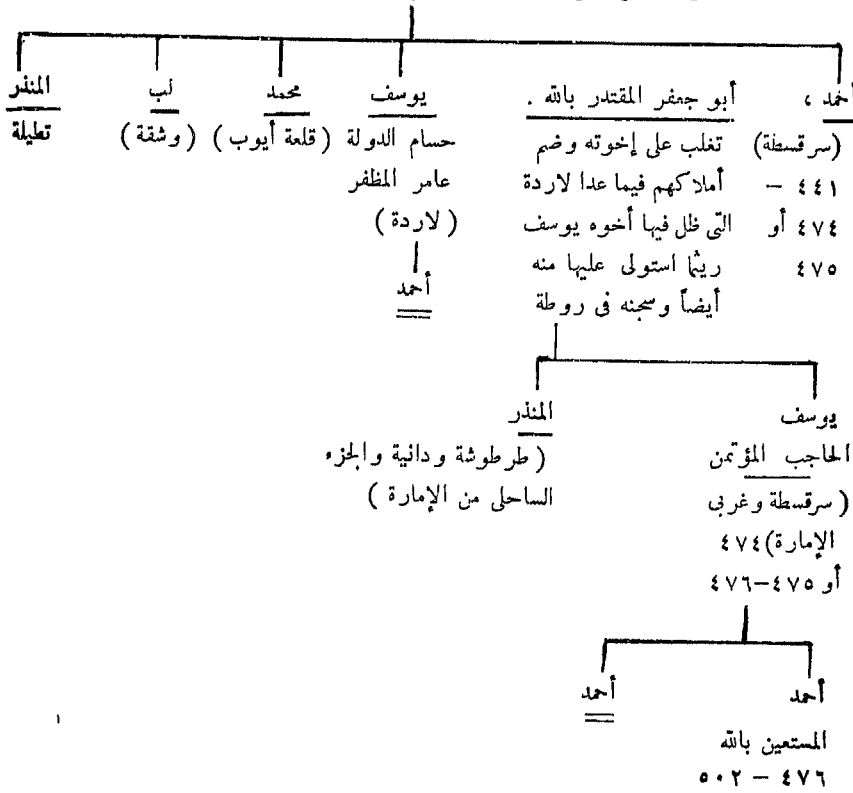 أحمد ، أبو جعفر المقتدر بالله .
(سرقسطة) تغلب على إخوته وضم
٤٤١ – أملاكهم فيما عدا لاردة
٤٧٤ أو التى ظل فيها أخوه يوسف
٤٧٥ ريثما استولى عليها منه
أيضاً وسجنه فى روطة
يوسف
حسام الدولة
عامر المظفر
( لاردة )
أحمد
محمد
( قلعة أيوب )
لب
( وشقة )
المنذر
تطيلة
يوسف
الحاجب المؤتمن
( سرقسطة وغربى
الإمارة) ٤٧٤
أو ٤٧٥–٤٧٦
المنذر
( طرطوشة ودانية والجزء
الساحلى من الإمارة )
أحمد
المستعين بالله
٤٧٦ – ٥٠٢
أحمد
١